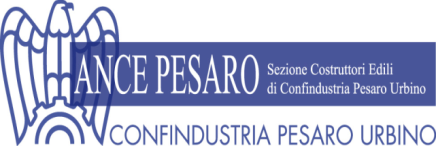 ANCE PESARO
Sezione Costruttori Edili
di Confindustria Pesaro Urbino
CONFINDUSTRIA PESARO URBINO